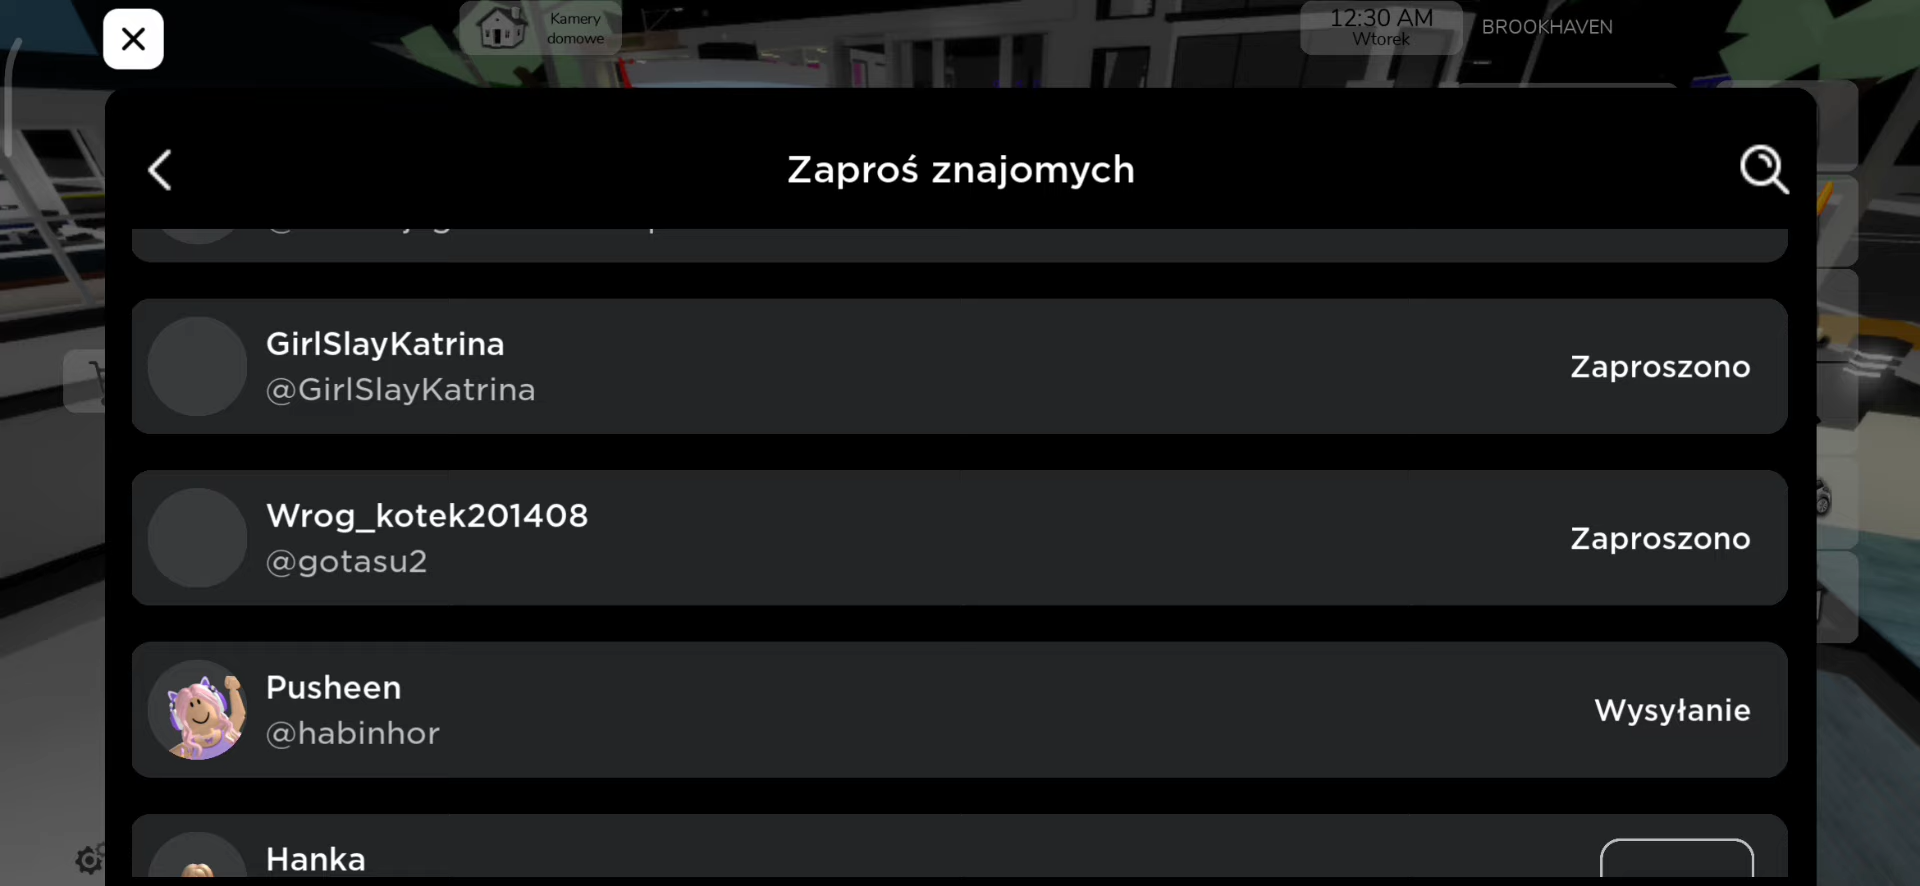 Kamery
domowe
12:30 AM
Wtorek
BROOKHAVEN
Zaproś znajomych
GirlSlayKatrina
@GirlSlayKatrina
Zaproszono
Wrog_kotek201408
@gotasu2
Zaproszono
Pusheen
@habinhor
Wysyłanie
Hanka